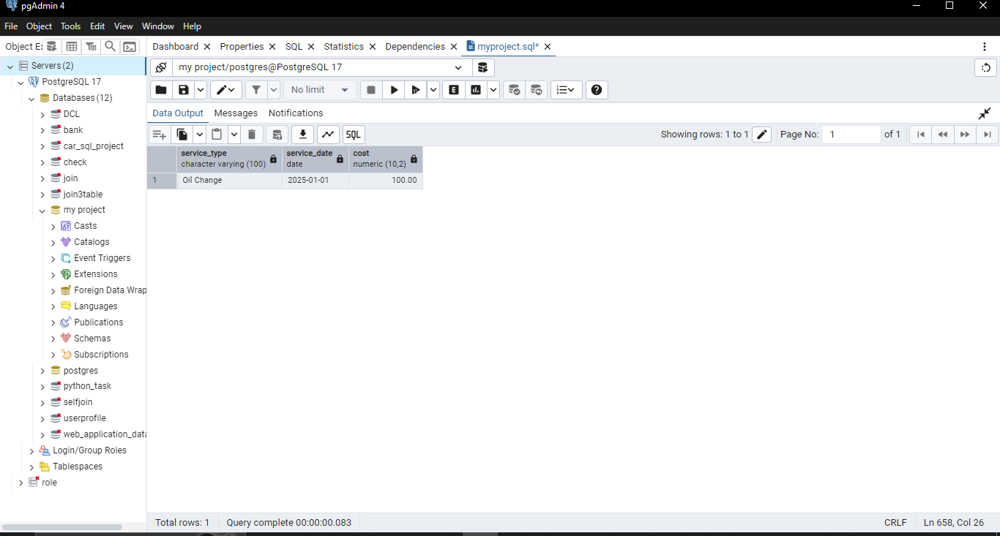 pgAdmin 4
File Object Tools Edit View Window Help
Object Ex
Dashboard Properties SQL Statistics Dependencies myproject.sql*
my project/postgres@PostgreSQL 17
No limit
E
Data Output Messages Notifications
SQL
Showing rows: 1 to 1 Page No: 1 of 1
service_type service_date cost
character varying (100) date numeric (10,2)
1 Oil Change 2025-01-01 100.00
Servers (2)
PostgreSQL 17
Databases (12)
DCL
bank
car_sql_project
check
join
join3table
my project
Casts
Catalogs
Event Triggers
Extensions
Foreign Data Wrap
Languages
Publications
Schemas
Subscriptions
postgres
python_task
selfjoin
userprofile
web_application_data
Login/Group Roles
Tablespaces
role
Total rows: 1 Query complete 00:00:00.083 CRLF Ln 658, Col 26